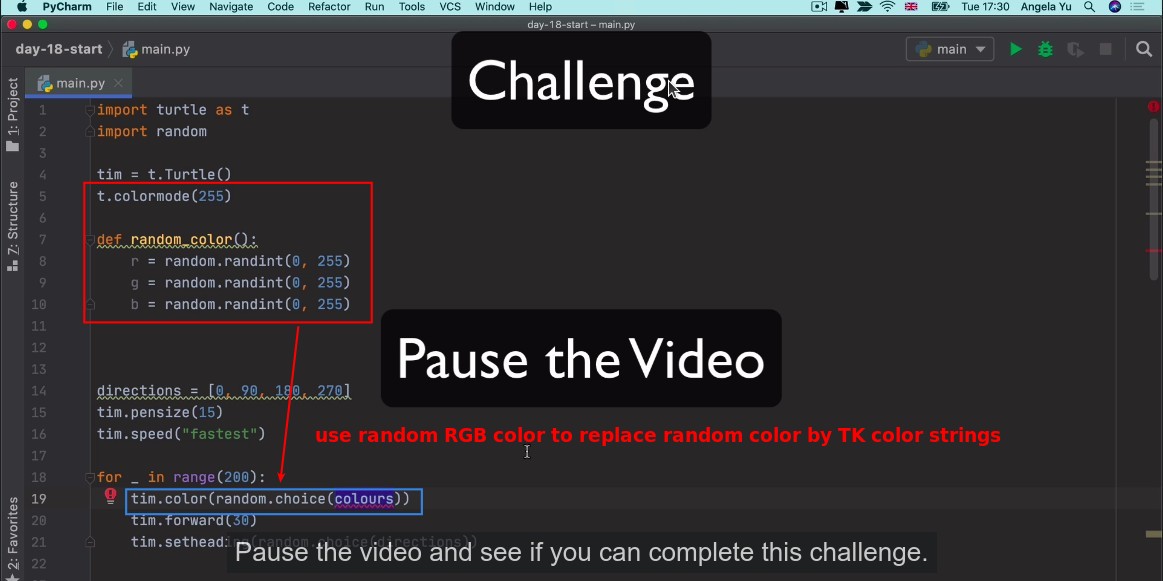 PyCharm File Edit View Navigate Code Refactor Run Tools VCS Window Help Tue 17:30 Angela Yu
day-18-start – main.py
day-18-start main.py main
main.py
1: Project
Z: Structure
2: Favorites
Challenge
1 import turtle as t
2 import random
3
4 tim = t.Turtle()
5 t.colormode(255)
6
7 def random_color():
8 r = random.randint(0, 255)
9 g = random.randint(0, 255)
10 b = random.randint(0, 255)
11
12
13
Pause the Video
14 directions = [0, 90, 180, 270]
15 tim.pensize(15)
16 tim.speed("fastest")
use random RGB color to replace random color by TK color strings
17
18 for _ in range(200):
19 tim.color(random.choice(colours))
20 tim.forward(30)
21 tim.setheading(random.choice(directions))
22
Pause the video and see if you can complete this challenge.